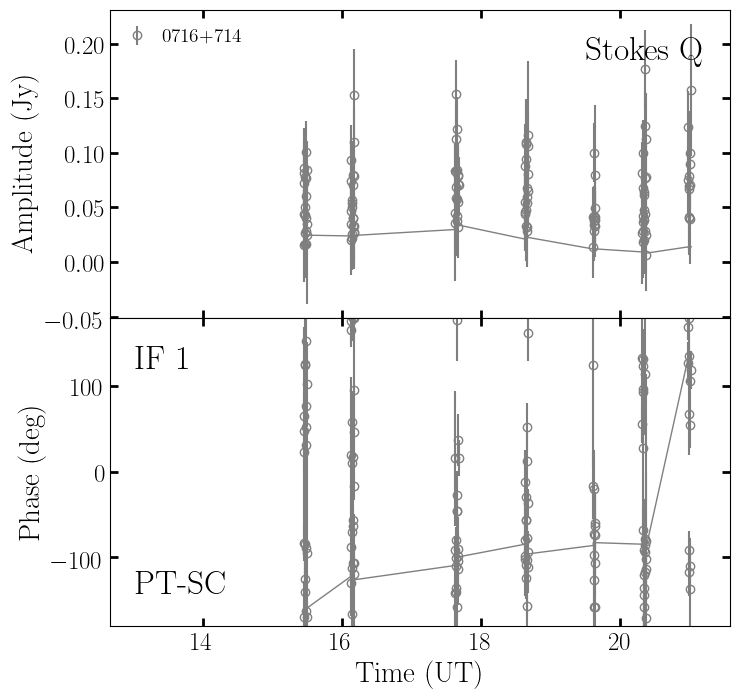 0716+714
Stokes Q
0.20
0.15
0.10
0.05
0.00
−0.05
Amplitude (Jy)
IF 1
100
0
−100
Phase (deg)
PT-SC
14 16 18 20
Time (UT)